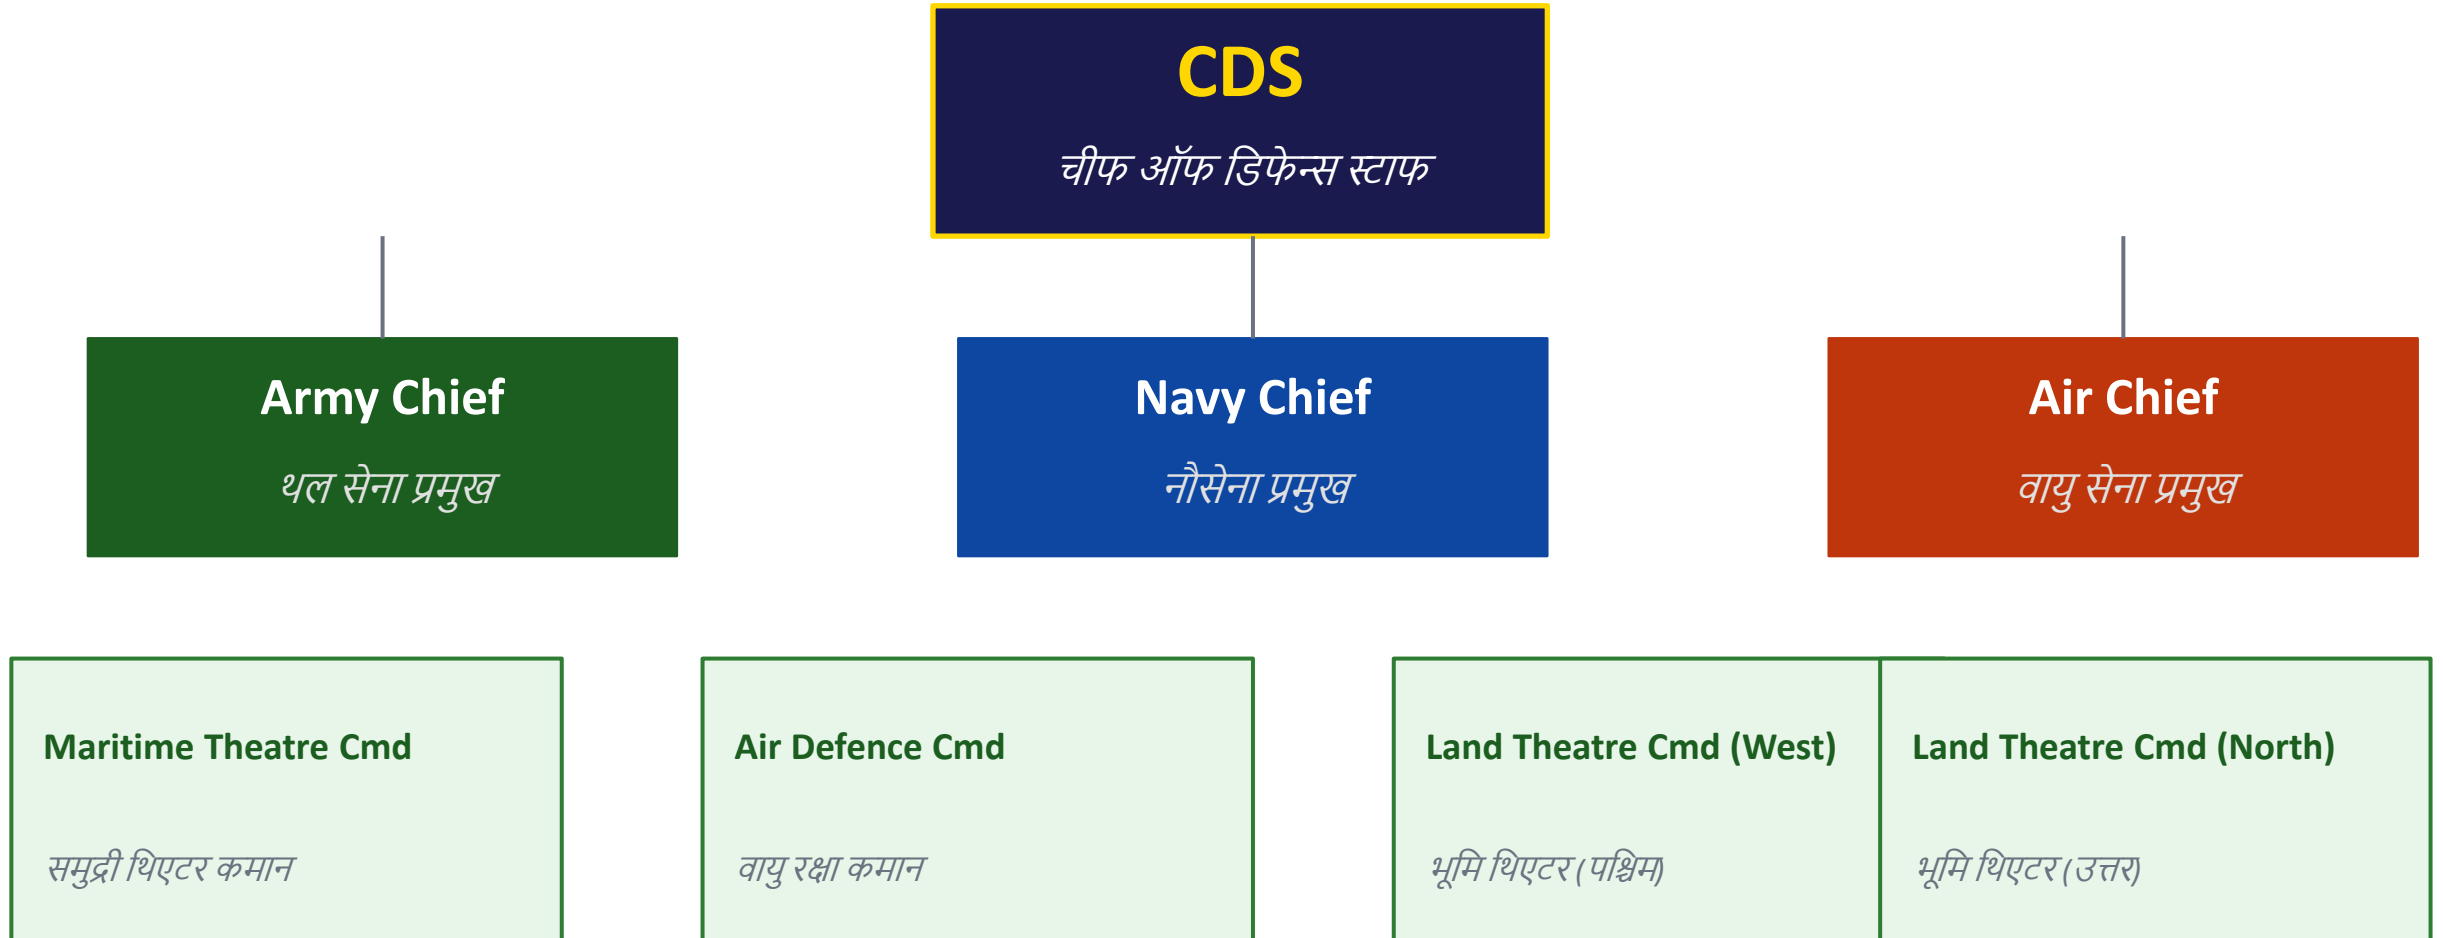 CDS
चीफ ऑफ डिफेन्स स्टाफ
Army Chief
थल सेना प्रमुख
Navy Chief
नौसेना प्रमुख
Air Chief
वायु सेना प्रमुख
Maritime Theatre Cmd
समुद्री थिएटर कमान
Air Defence Cmd
वायु रक्षा कमान
Land Theatre Cmd (West)
भूमि थिएटर (पश्चिम)
Land Theatre Cmd (North)
भूमि थिएटर (उत्तर)